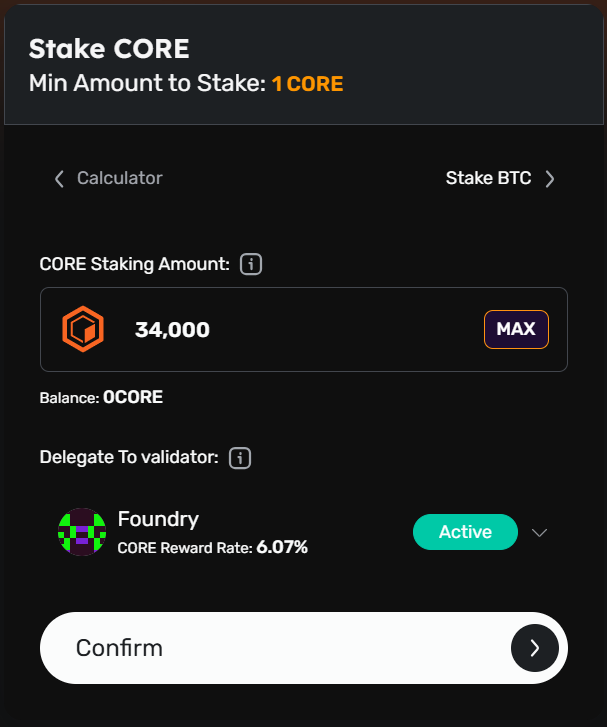 Stake CORE
Min Amount to Stake: 1 CORE
Calculator
Stake BTC
CORE Staking Amount:
34,000
MAX
Balance: 0CORE
Delegate To validator:
Foundry
CORE Reward Rate: 6.07%
Active
Confirm